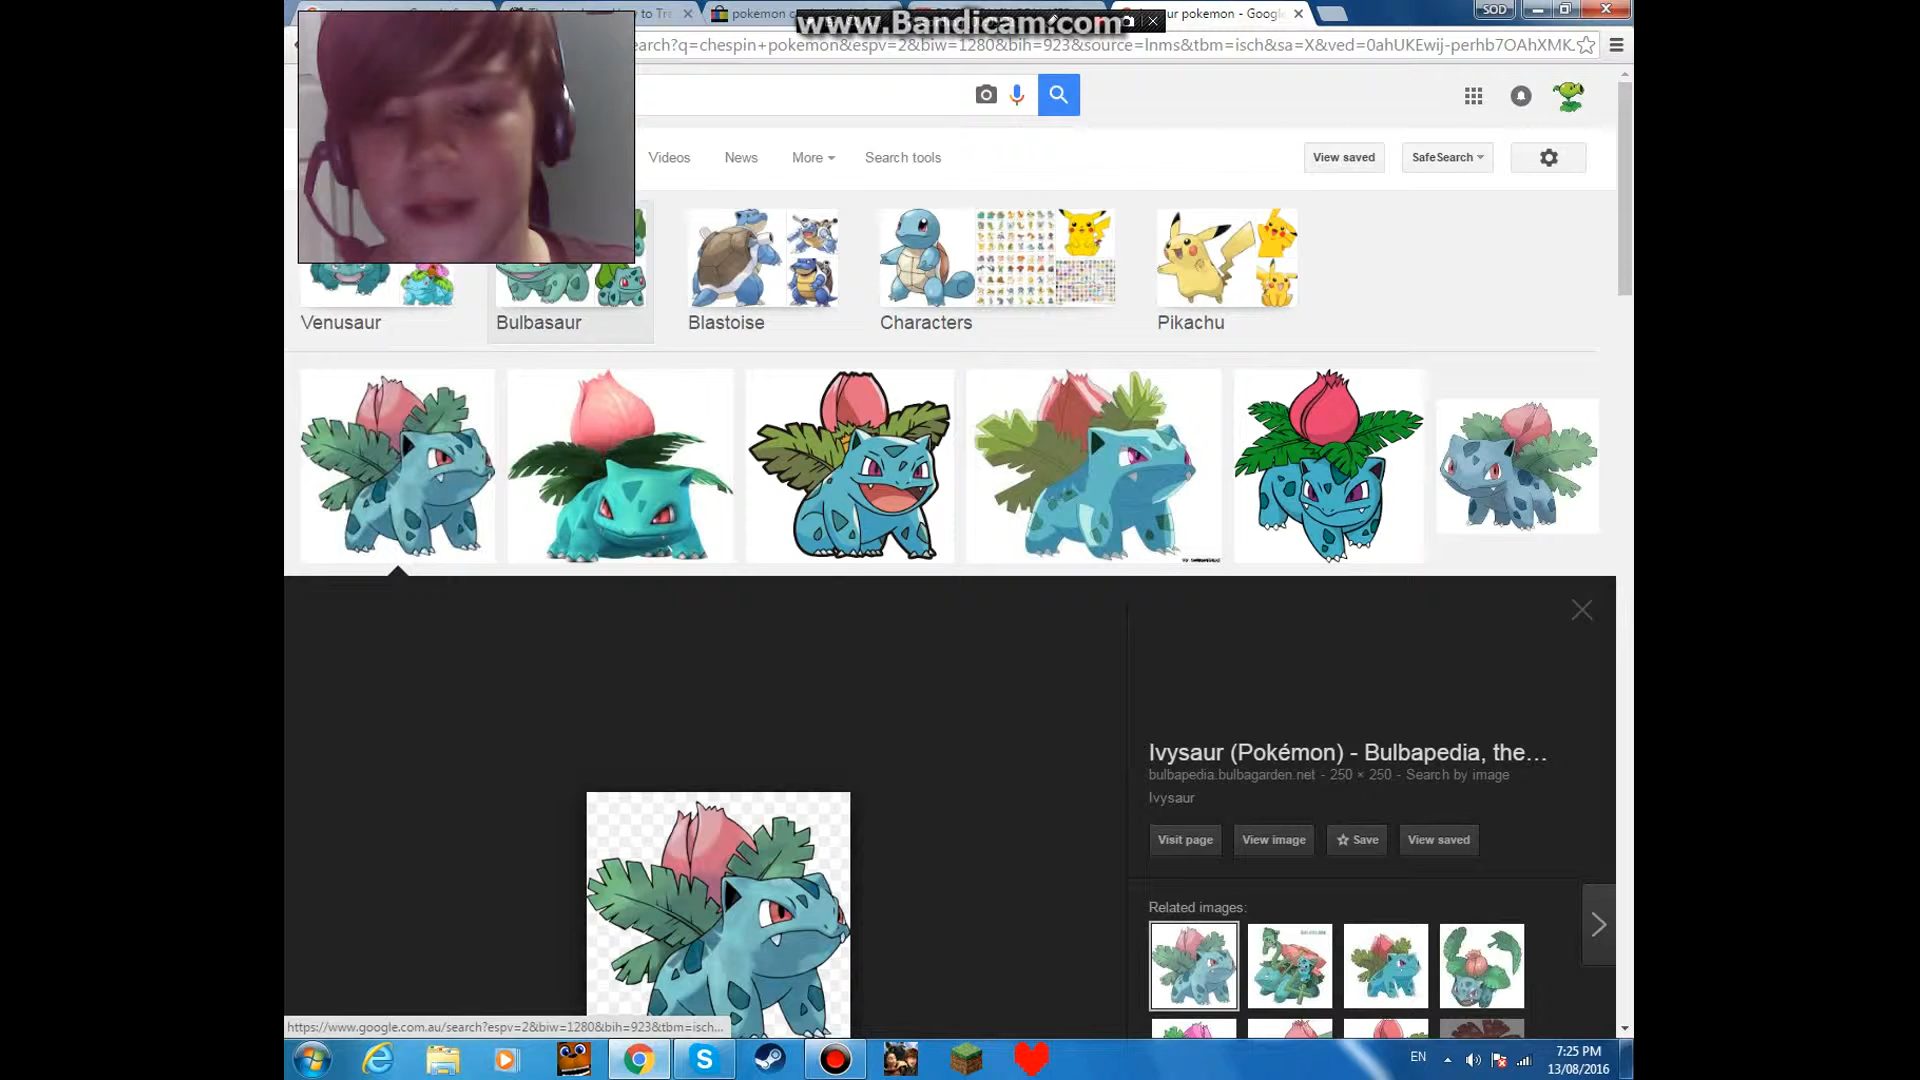 www.Bandicam.com
to Tra
pokemon c
ur pokemon - Google
SOD
earch?q=chespin+pokemon&espv=2&biw=1280&bih=923&source=lnms&tbm=isch&sa=X&ved=0ahUKEwij-perhb7OAhXMK
Videos News More Search tools View saved SafeSearch
Venusaur Bulbasaur Blastoise Characters Pikachu
Ivysaur (Pokémon) - Bulbapedia, the...
bulbapedia.bulbagarden.net - 250 × 250 - Search by image
Ivysaur
Visit page View image Save View saved
Related images:
https://www.google.com.au/search?espv=2&biw=1280&bih=923&tbm=isch...
EN 7:25 PM
13/08/2016